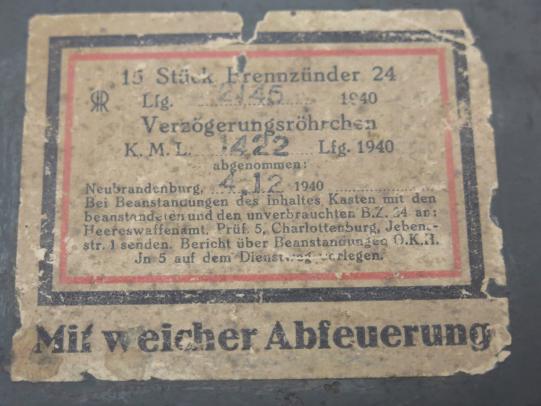 15 Stück Brennzünder 24
Lfg. 2145 1940
Verzögerungsröhrchen
K. M. L. 1422 Lfg. 1940
abgenommen:
Neubrandenburg, 4.12 1940
Bei Beanstandungen des Inhaltes Kasten mit den
beanstandeten und den unverbrauchten B.Z. 24 an:
Heereswaffenamt, Prüf. 5, Charlottenburg, Jebens-
str. 1 senden. Bericht über Beanstandungen O.K.H.
Jn 5 auf dem Dienstweg vorlegen.
Mit weicher Abfeuerung